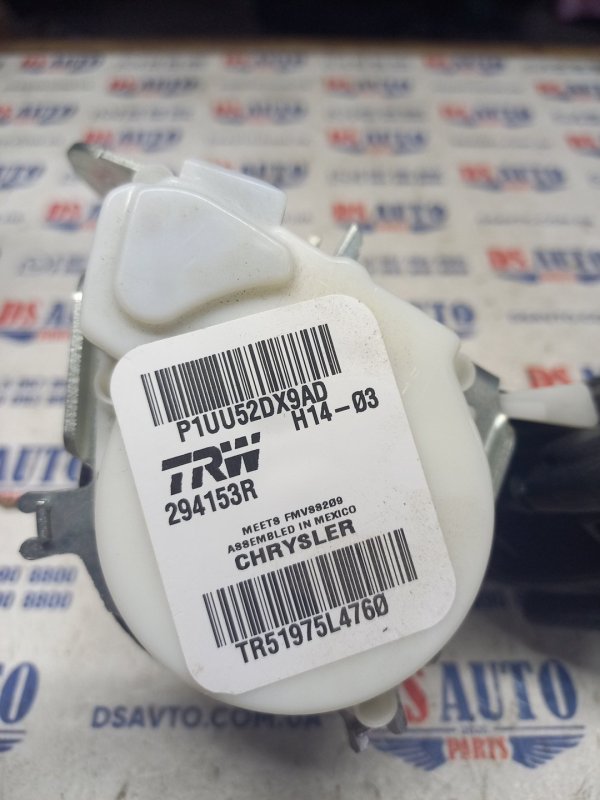 P1UU52DX9AD
H14-03
TRW
294153R
MEETS FMVSS209
ASSEMBLED IN MEXICO
CHRYSLER
TR51975L4760
DS AUTO
PARTS
DSAVTO.COM.UA